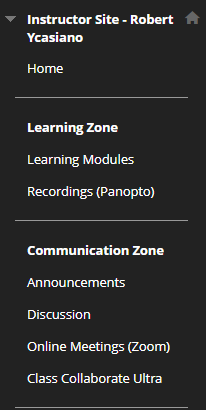 Instructor Site - Robert
Ycasiano
Home
Learning Zone
Learning Modules
Recordings (Panopto)
Communication Zone
Announcements
Discussion
Online Meetings (Zoom)
Class Collaborate Ultra